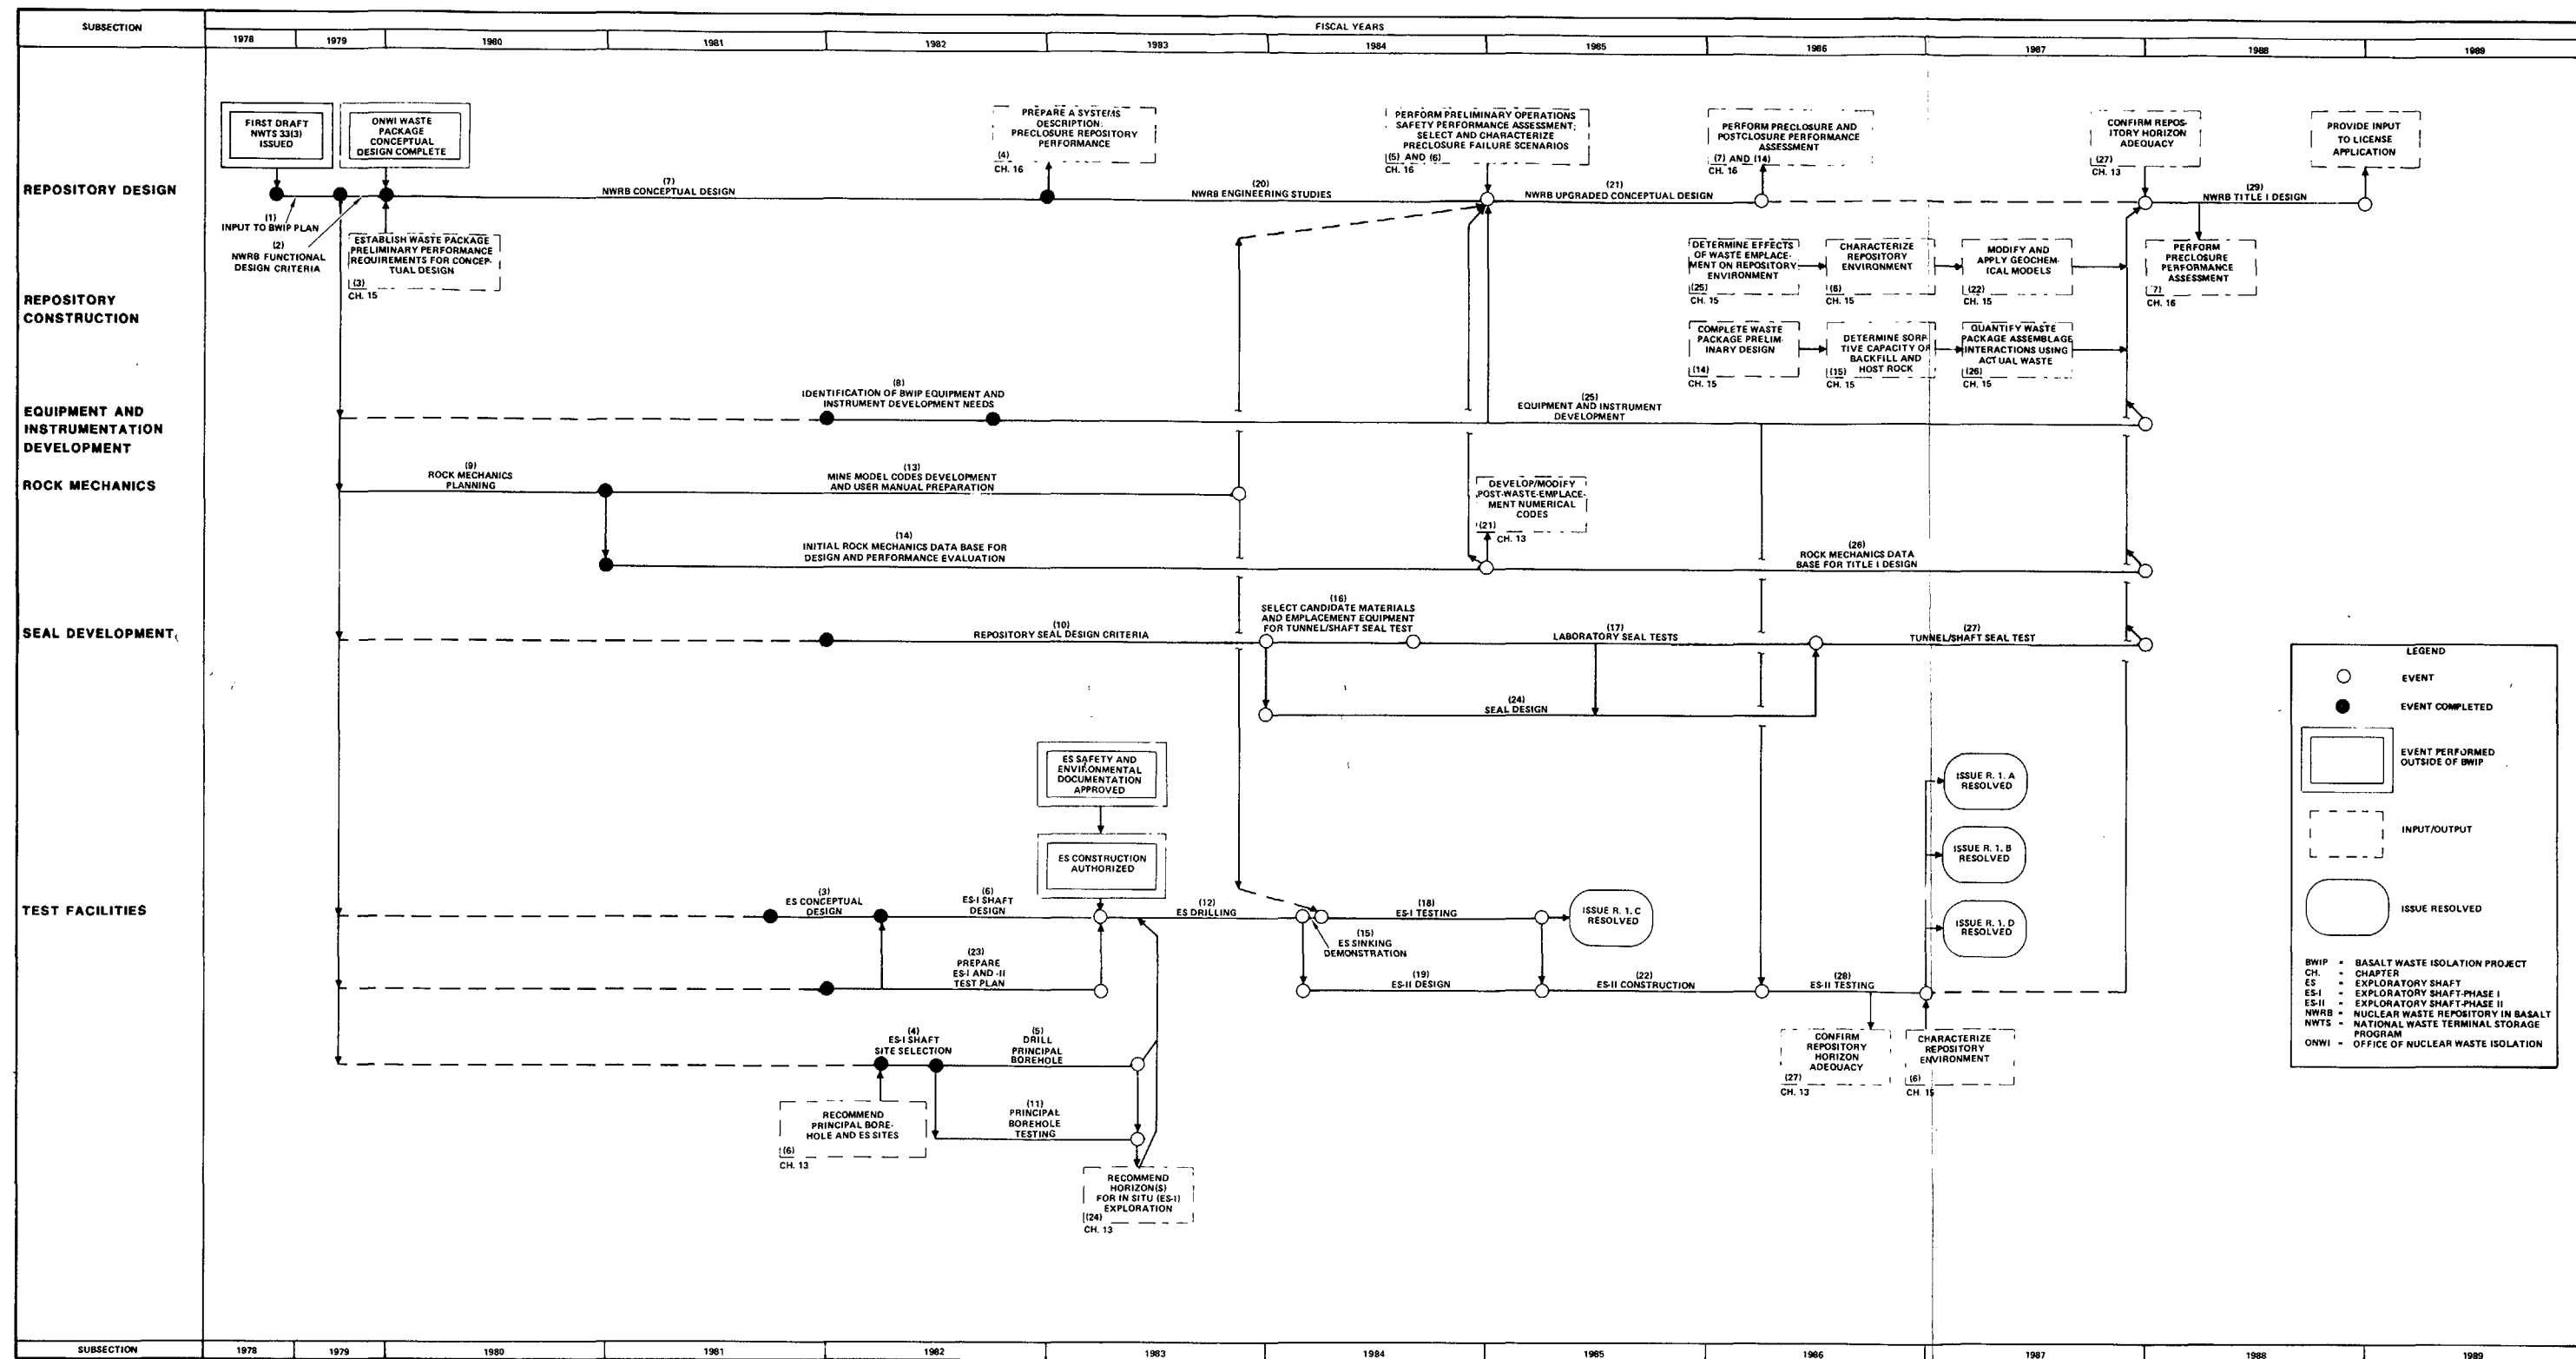 SUBSECTION
FISCAL YEARS
1978 1979 1980 1981 1982 1983 1984 1985 1986 1987 1988 1989
REPOSITORY DESIGN
FIRST DRAFT
NWTS 33(3)
ISSUED
ONWI WASTE
PACKAGE
CONCEPTUAL
DESIGN COMPLETE
PREPARE A SYSTEMS
DESCRIPTION:
PRECLOSURE REPOSITORY
PERFORMANCE
(4)
CH. 16
PERFORM PRELIMINARY OPERATIONS
SAFETY PERFORMANCE ASSESSMENT;
SELECT AND CHARACTERIZE
PRECLOSURE FAILURE SCENARIOS
(5) AND (6)
CH. 16
PERFORM PRECLOSURE AND
POSTCLOSURE PERFORMANCE
ASSESSMENT
(7) AND (14)
CH. 16
CONFIRM REPOS-
ITORY HORIZON
ADEQUACY
(27)
CH. 13
PROVIDE INPUT
TO LICENSE
APPLICATION
(1)
INPUT TO BWIP PLAN
(2)
NWRB FUNCTIONAL
DESIGN CRITERIA
(7)
NWRB CONCEPTUAL DESIGN
(20)
NWRB ENGINEERING STUDIES
(21)
NWRB UPGRADED CONCEPTUAL DESIGN
(29)
NWRB TITLE I DESIGN
ESTABLISH WASTE PACKAGE
PRELIMINARY PERFORMANCE
REQUIREMENTS FOR CONCEP-
TUAL DESIGN
(3)
CH. 15
DETERMINE EFFECTS
OF WASTE EMPLACE-
MENT ON REPOSITORY
ENVIRONMENT
(25)
CH. 15
CHARACTERIZE
REPOSITORY
ENVIRONMENT
(6)
CH. 15
MODIFY AND
APPLY GEOCHEM-
ICAL MODELS
(22)
CH. 15
PERFORM
PRECLOSURE
PERFORMANCE
ASSESSMENT
(7)
CH. 16
REPOSITORY
CONSTRUCTION
COMPLETE WASTE
PACKAGE PRELIM-
INARY DESIGN
(14)
CH. 15
DETERMINE SORP-
TIVE CAPACITY OF
BACKFILL AND
HOST ROCK
(15)
CH. 15
QUANTIFY WASTE
PACKAGE ASSEMBLAGE
INTERACTIONS USING
ACTUAL WASTE
(26)
CH. 15
EQUIPMENT AND
INSTRUMENTATION
DEVELOPMENT
(8)
IDENTIFICATION OF BWIP EQUIPMENT AND
INSTRUMENT DEVELOPMENT NEEDS
(25)
EQUIPMENT AND INSTRUMENT
DEVELOPMENT
ROCK MECHANICS
(9)
ROCK MECHANICS
PLANNING
(13)
MINE MODEL CODES DEVELOPMENT
AND USER MANUAL PREPARATION
DEVELOP/MODIFY
POST-WASTE-EMPLACE-
MENT NUMERICAL
CODES
(21)
CH. 13
(14)
INITIAL ROCK MECHANICS DATA BASE FOR
DESIGN AND PERFORMANCE EVALUATION
(26)
ROCK MECHANICS DATA
BASE FOR TITLE I DESIGN
SEAL DEVELOPMENT
(10)
REPOSITORY SEAL DESIGN CRITERIA
(16)
SELECT CANDIDATE MATERIALS
AND EMPLACEMENT EQUIPMENT
FOR TUNNEL/SHAFT SEAL TEST
(17)
LABORATORY SEAL TESTS
(27)
TUNNEL/SHAFT SEAL TEST
(24)
SEAL DESIGN
ES SAFETY AND
ENVIRONMENTAL
DOCUMENTATION
APPROVED
ES CONSTRUCTION
AUTHORIZED
ISSUE R. 1. A
RESOLVED
ISSUE R. 1. B
RESOLVED
ISSUE R. 1. D
RESOLVED
TEST FACILITIES
(3)
ES CONCEPTUAL
DESIGN
(6)
ES-I SHAFT
DESIGN
(12)
ES DRILLING
(18)
ES-I TESTING
ISSUE R. 1. C
RESOLVED
(15)
ES SINKING
DEMONSTRATION
(23)
PREPARE
ES-I AND -II
TEST PLAN
(19)
ES-II DESIGN
(22)
ES-II CONSTRUCTION
(28)
ES-II TESTING
(4)
ES-I SHAFT
SITE SELECTION
(5)
DRILL
PRINCIPAL
BOREHOLE
CONFIRM
REPOSITORY
HORIZON
ADEQUACY
(27)
CH. 13
CHARACTERIZE
REPOSITORY
ENVIRONMENT
(6)
CH. 15
RECOMMEND
PRINCIPAL BORE-
HOLE AND ES SITES
(6)
CH. 13
(11)
PRINCIPAL
BOREHOLE
TESTING
RECOMMEND
HORIZON(S)
FOR IN SITU (ES-I)
EXPLORATION
(24)
CH. 13
LEGEND
EVENT
EVENT COMPLETED
EVENT PERFORMED
OUTSIDE OF BWIP
INPUT/OUTPUT
ISSUE RESOLVED
BWIP = BASALT WASTE ISOLATION PROJECT
CH. = CHAPTER
ES = EXPLORATORY SHAFT
ES-I = EXPLORATORY SHAFT-PHASE I
ES-II = EXPLORATORY SHAFT-PHASE II
NWRB = NUCLEAR WASTE REPOSITORY IN BASALT
NWTS = NATIONAL WASTE TERMINAL STORAGE
PROGRAM
ONWI = OFFICE OF NUCLEAR WASTE ISOLATION
SUBSECTION
1978 1979 1980 1981 1982 1983 1984 1985 1986 1987 1988 1989